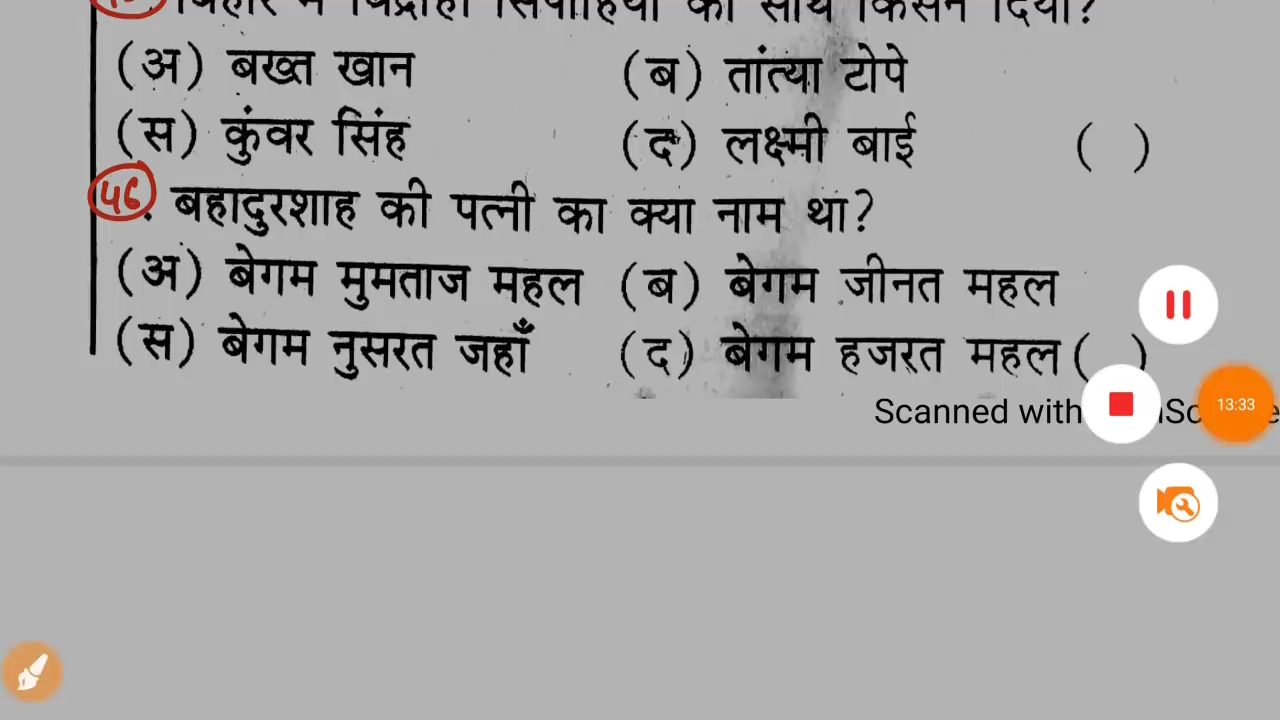 बिहार में विद्रोही सिपाहियों का साथ किसने दिया?
(अ) बख्त खान (ब) तांत्या टोपे
(स) कुंवर सिंह (द) लक्ष्मी बाई ( )
46. बहादुरशाह की पत्नी का क्या नाम था?
(अ) बेगम मुमताज महल (ब) बेगम जीनत महल
(स) बेगम नुसरत जहाँ (द) बेगम हजरत महल ( )
Scanned with
13:33